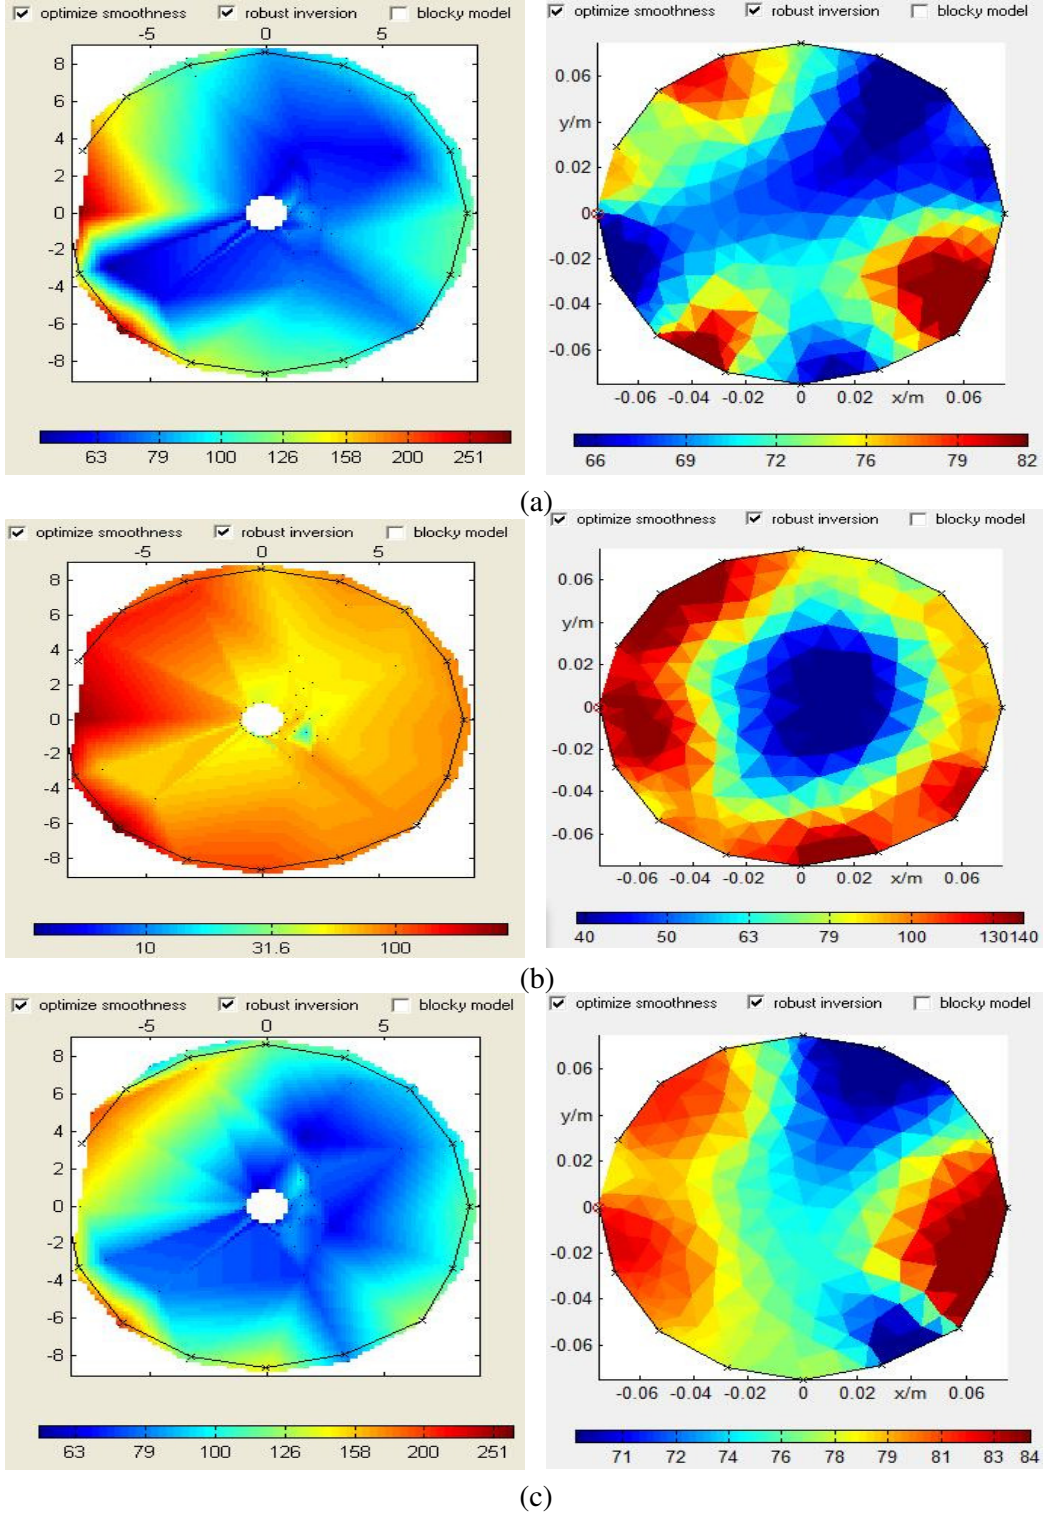 optimize smoothness robust inversion blocky model
-5 0 5
8
6
4
2
0
-2
-4
-6
-8
63 79 100 126 158 200 251
optimize smoothness robust inversion blocky model
0.06
y/m
0.02
0
-0.02
-0.04
-0.06
-0.06 -0.04 -0.02 0 0.02 x/m 0.06
66 69 72 76 79 82
(a)
optimize smoothness robust inversion blocky model
-5 0 5
8
6
4
2
0
-2
-4
-6
-8
10 31.6 100
optimize smoothness robust inversion blocky model
0.06
y/m
0.02
0
-0.02
-0.04
-0.06
-0.06 -0.04 -0.02 0 0.02 x/m 0.06
40 50 63 79 100 130140
(b)
optimize smoothness robust inversion blocky model
-5 0 5
8
6
4
2
0
-2
-4
-6
-8
63 79 100 126 158 200 251
optimize smoothness robust inversion blocky model
0.06
y/m
0.02
0
-0.02
-0.04
-0.06
-0.06 -0.04 -0.02 0 0.02 x/m 0.06
71 72 74 76 78 79 81 83 84
(c)